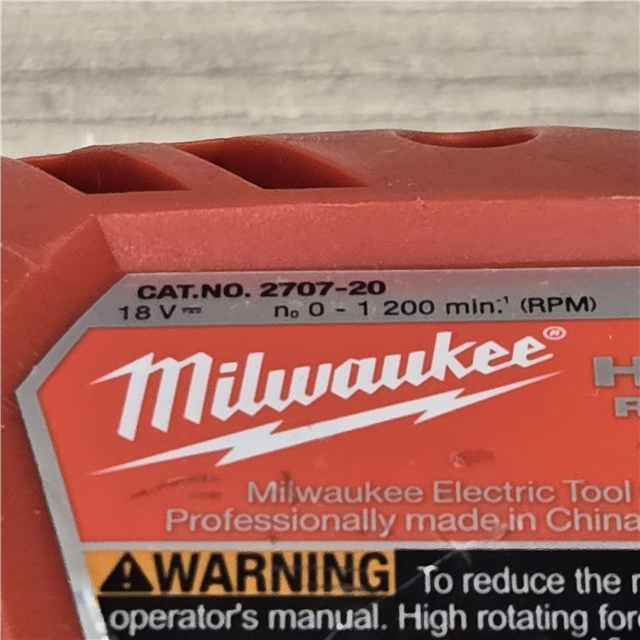 CAT.NO. 2707-20
18 V⎓ n₀ 0 - 1 200 min⁻¹ (RPM)
Milwaukee®
Milwaukee Electric Tool
Professionally made in China
WARNING To reduce the
operator's manual. High rotating